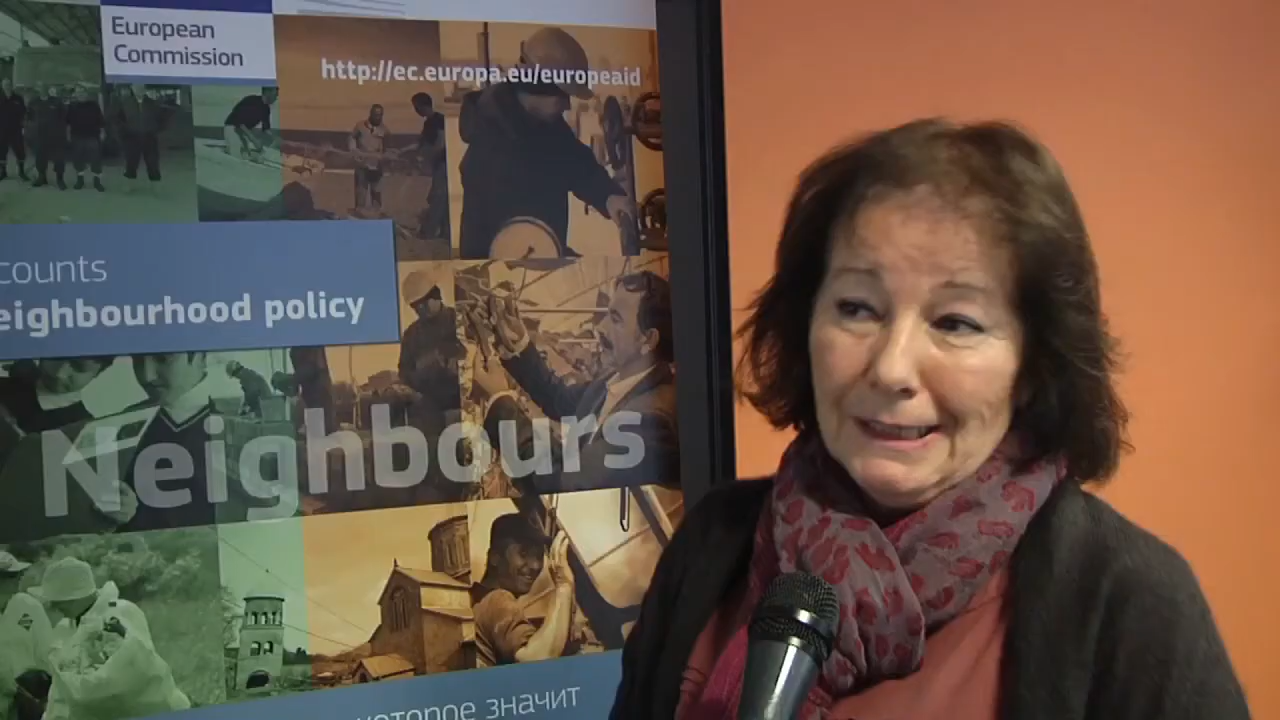 European
Commission
http://ec.europa.eu/europeaid
counts
eighbourhood policy
Neighbours
которое значит